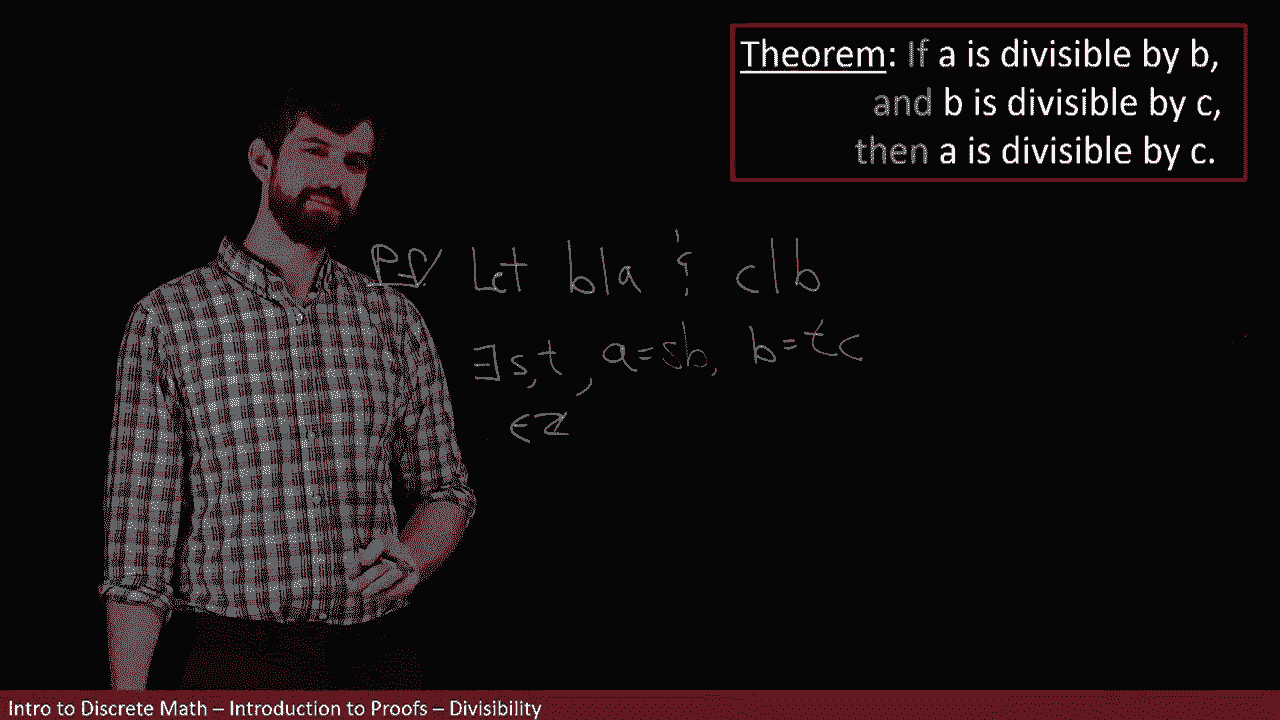 Theorem: If a is divisible by b,
and b is divisible by c,
then a is divisible by c.
Pf/ Let b|a & c|b
∃ s,t, a=sb, b=tc
∈ℤ
Intro to Discrete Math – Introduction to Proofs – Divisibility